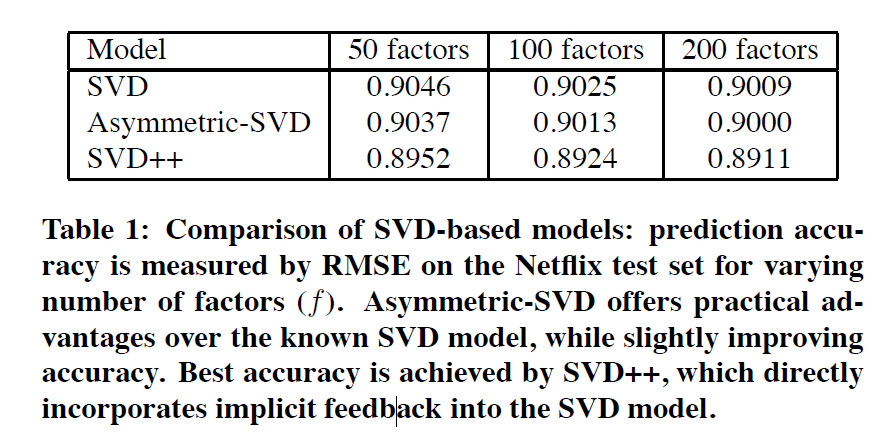 Model 50 factors 100 factors 200 factors
SVD 0.9046 0.9025 0.9009
Asymmetric-SVD 0.9037 0.9013 0.9000
SVD++ 0.8952 0.8924 0.8911
Table 1: Comparison of SVD-based models: prediction accu-
racy is measured by RMSE on the Netflix test set for varying
number of factors (f). Asymmetric-SVD offers practical ad-
vantages over the known SVD model, while slightly improving
accuracy. Best accuracy is achieved by SVD++, which directly
incorporates implicit feedback into the SVD model.